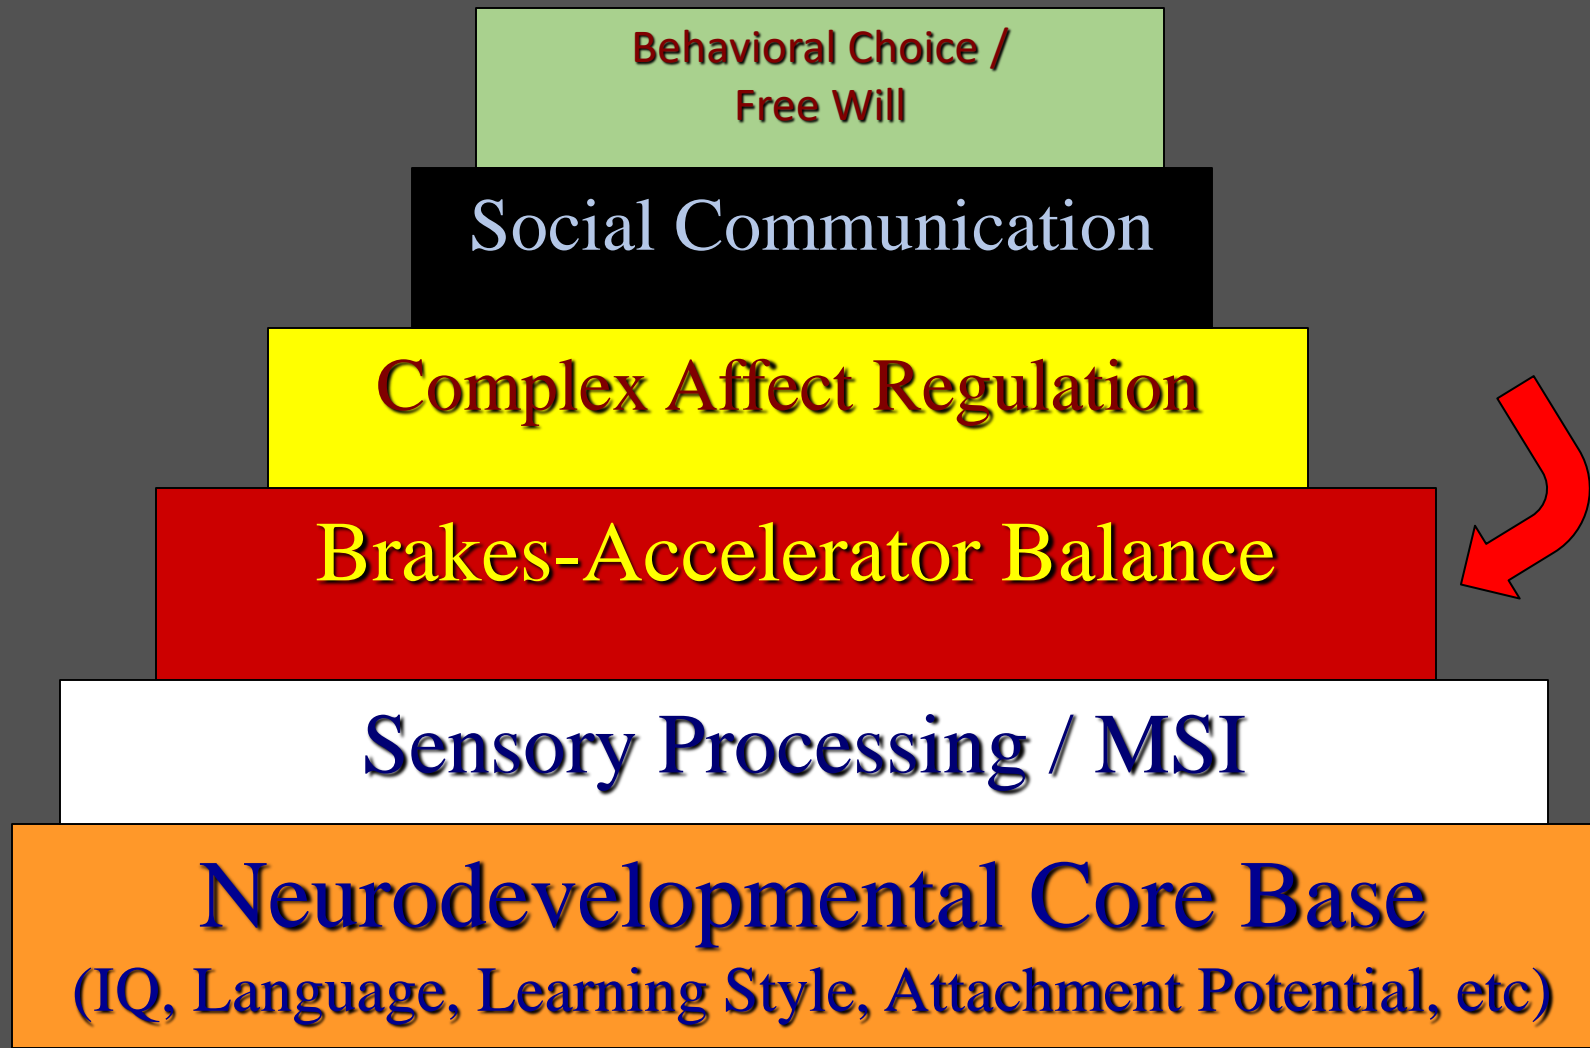 Behavioral Choice /
Free Will
Social Communication
Complex Affect Regulation
Brakes-Accelerator Balance
Sensory Processing / MSI
Neurodevelopmental Core Base
(IQ, Language, Learning Style, Attachment Potential, etc)